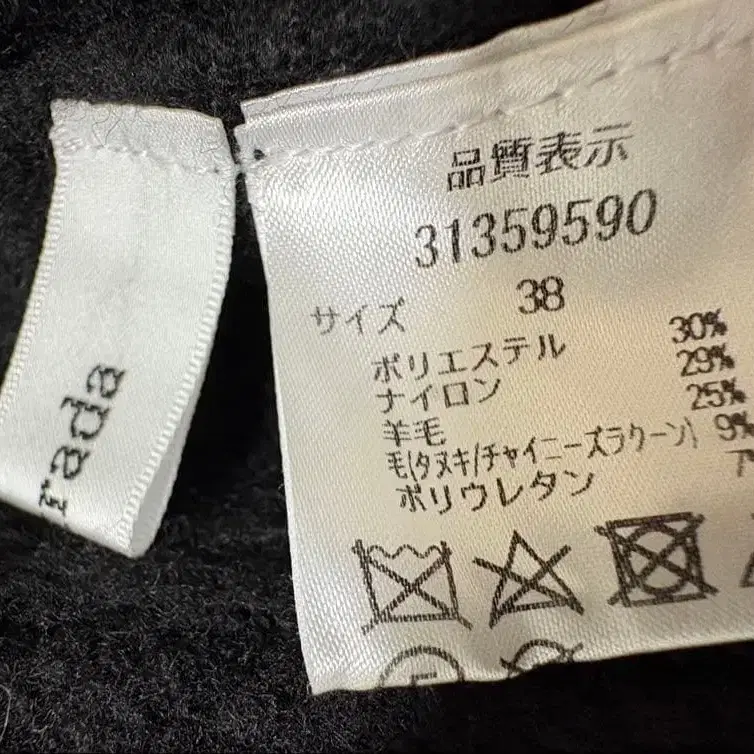 rada
品質表示
31359590
サイズ 38
ポリエステル 30%
ナイロン 29%
羊毛 25%
毛(タヌキ/チャイニーズラクーン) 9%
ポリウレタン 7%